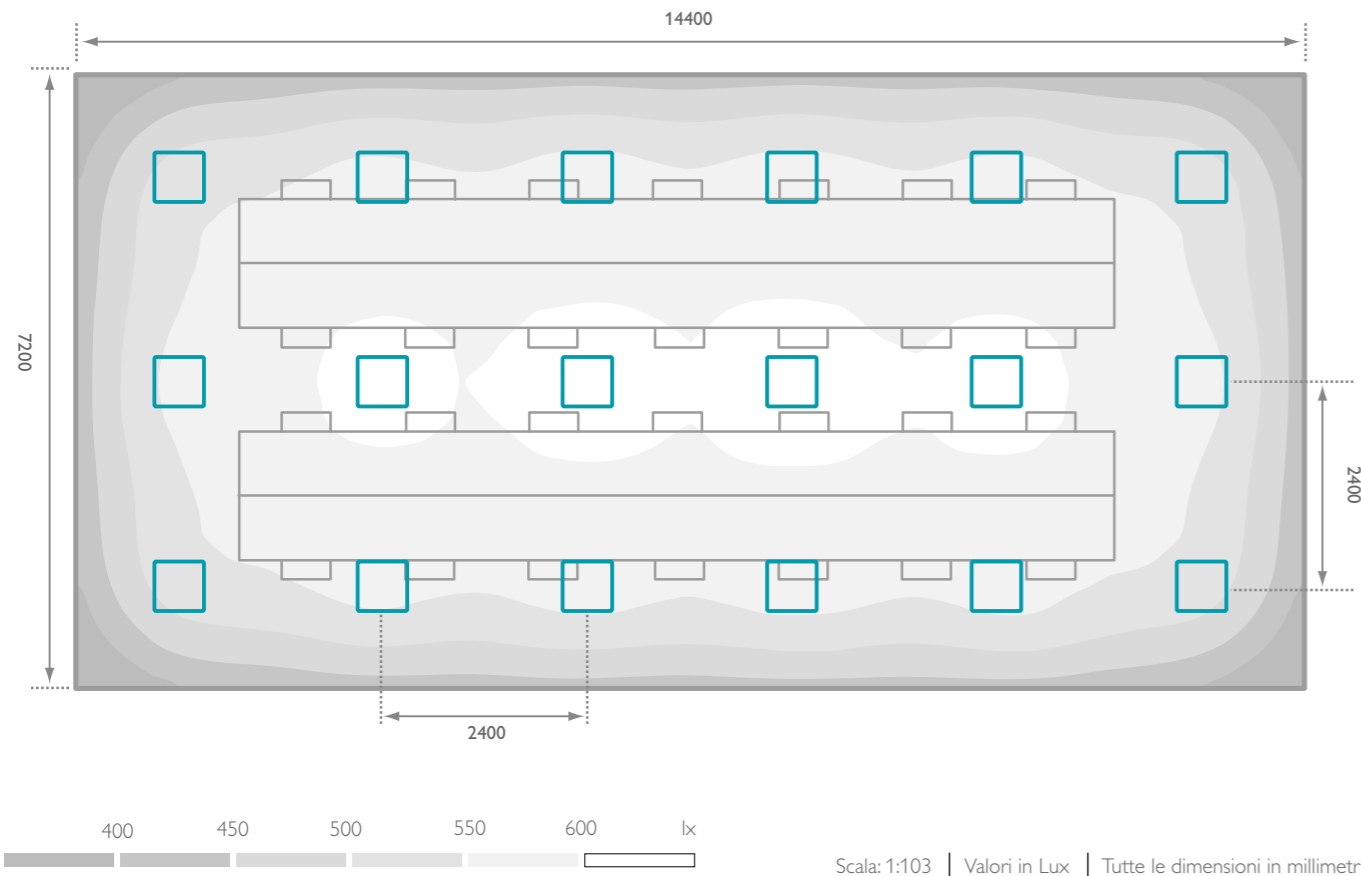 14400
7200
2400
2400
400 450 500 550 600 lx
Scala: 1:103 | Valori in Lux | Tutte le dimensioni in millimetr